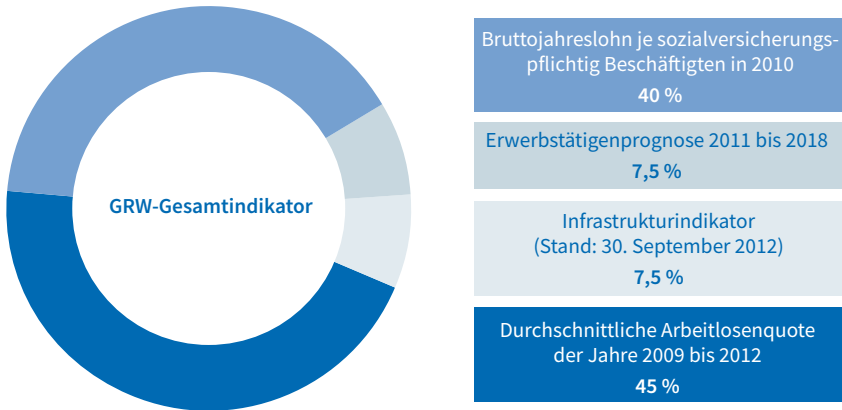 GRW-Gesamtindikator
Bruttojahreslohn je sozialversicherungs-
pflichtig Beschäftigten in 2010
40 %
Erwerbstätigenprognose 2011 bis 2018
7,5 %
Infrastrukturindikator
(Stand: 30. September 2012)
7,5 %
Durchschnittliche Arbeitlosenquote
der Jahre 2009 bis 2012
45 %